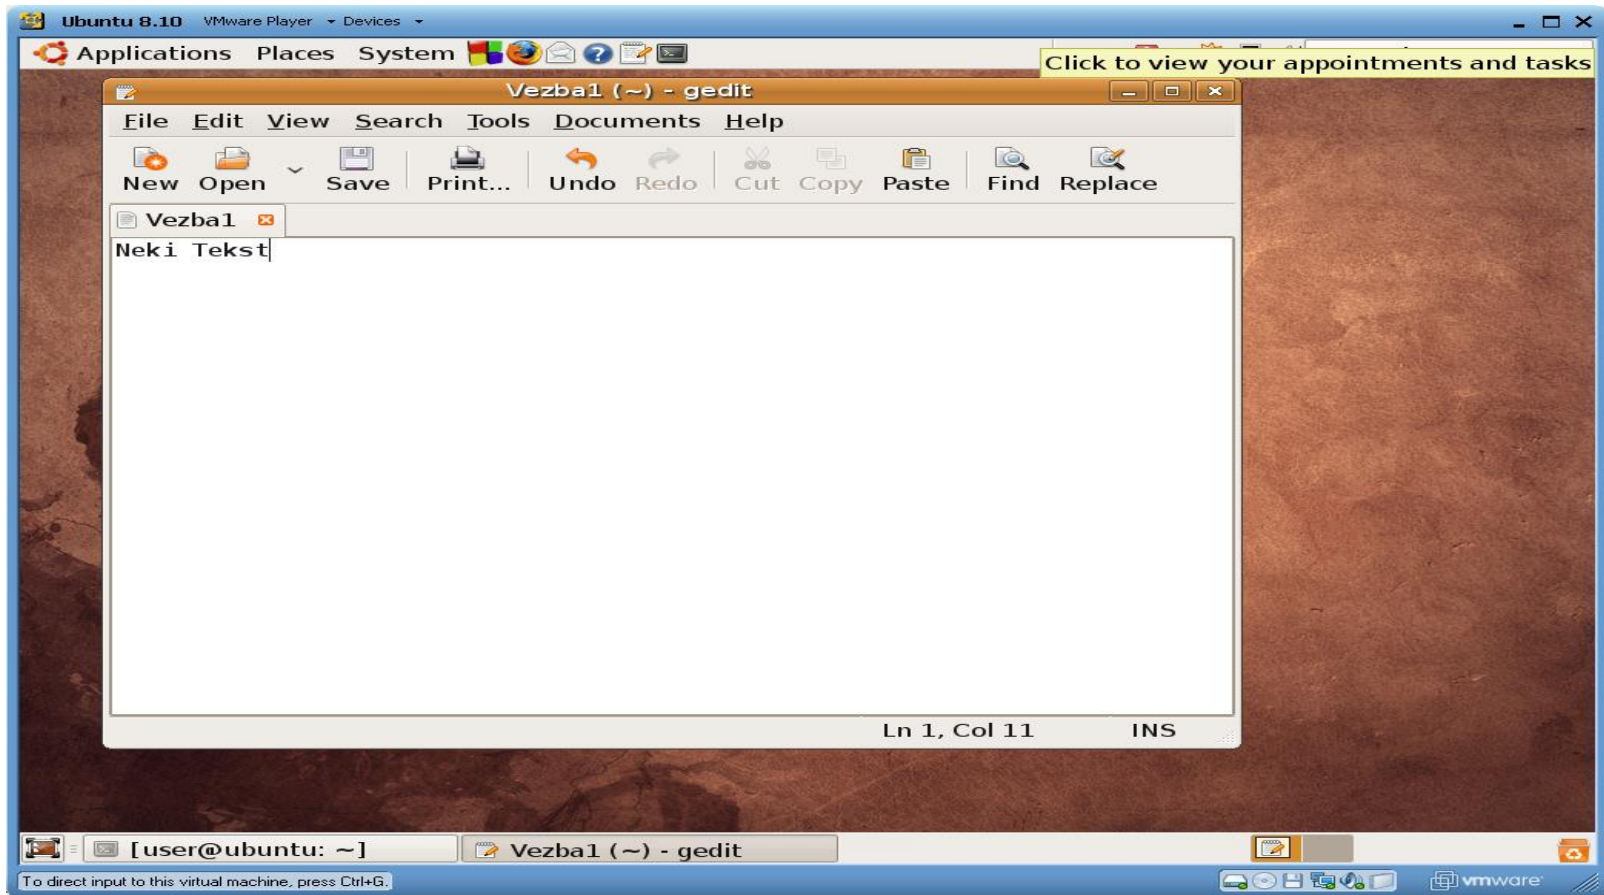 Ubuntu 8.10 VMware Player Devices
Applications Places System
Click to view your appointments and tasks
Vezba1 (~) - gedit
File Edit View Search Tools Documents Help
New Open Save Print... Undo Redo Cut Copy Paste Find Replace
Vezba1
Neki Tekst
Ln 1, Col 11 INS
[user@ubuntu: ~] Vezba1 (~) - gedit
To direct input to this virtual machine, press Ctrl+G. vmware